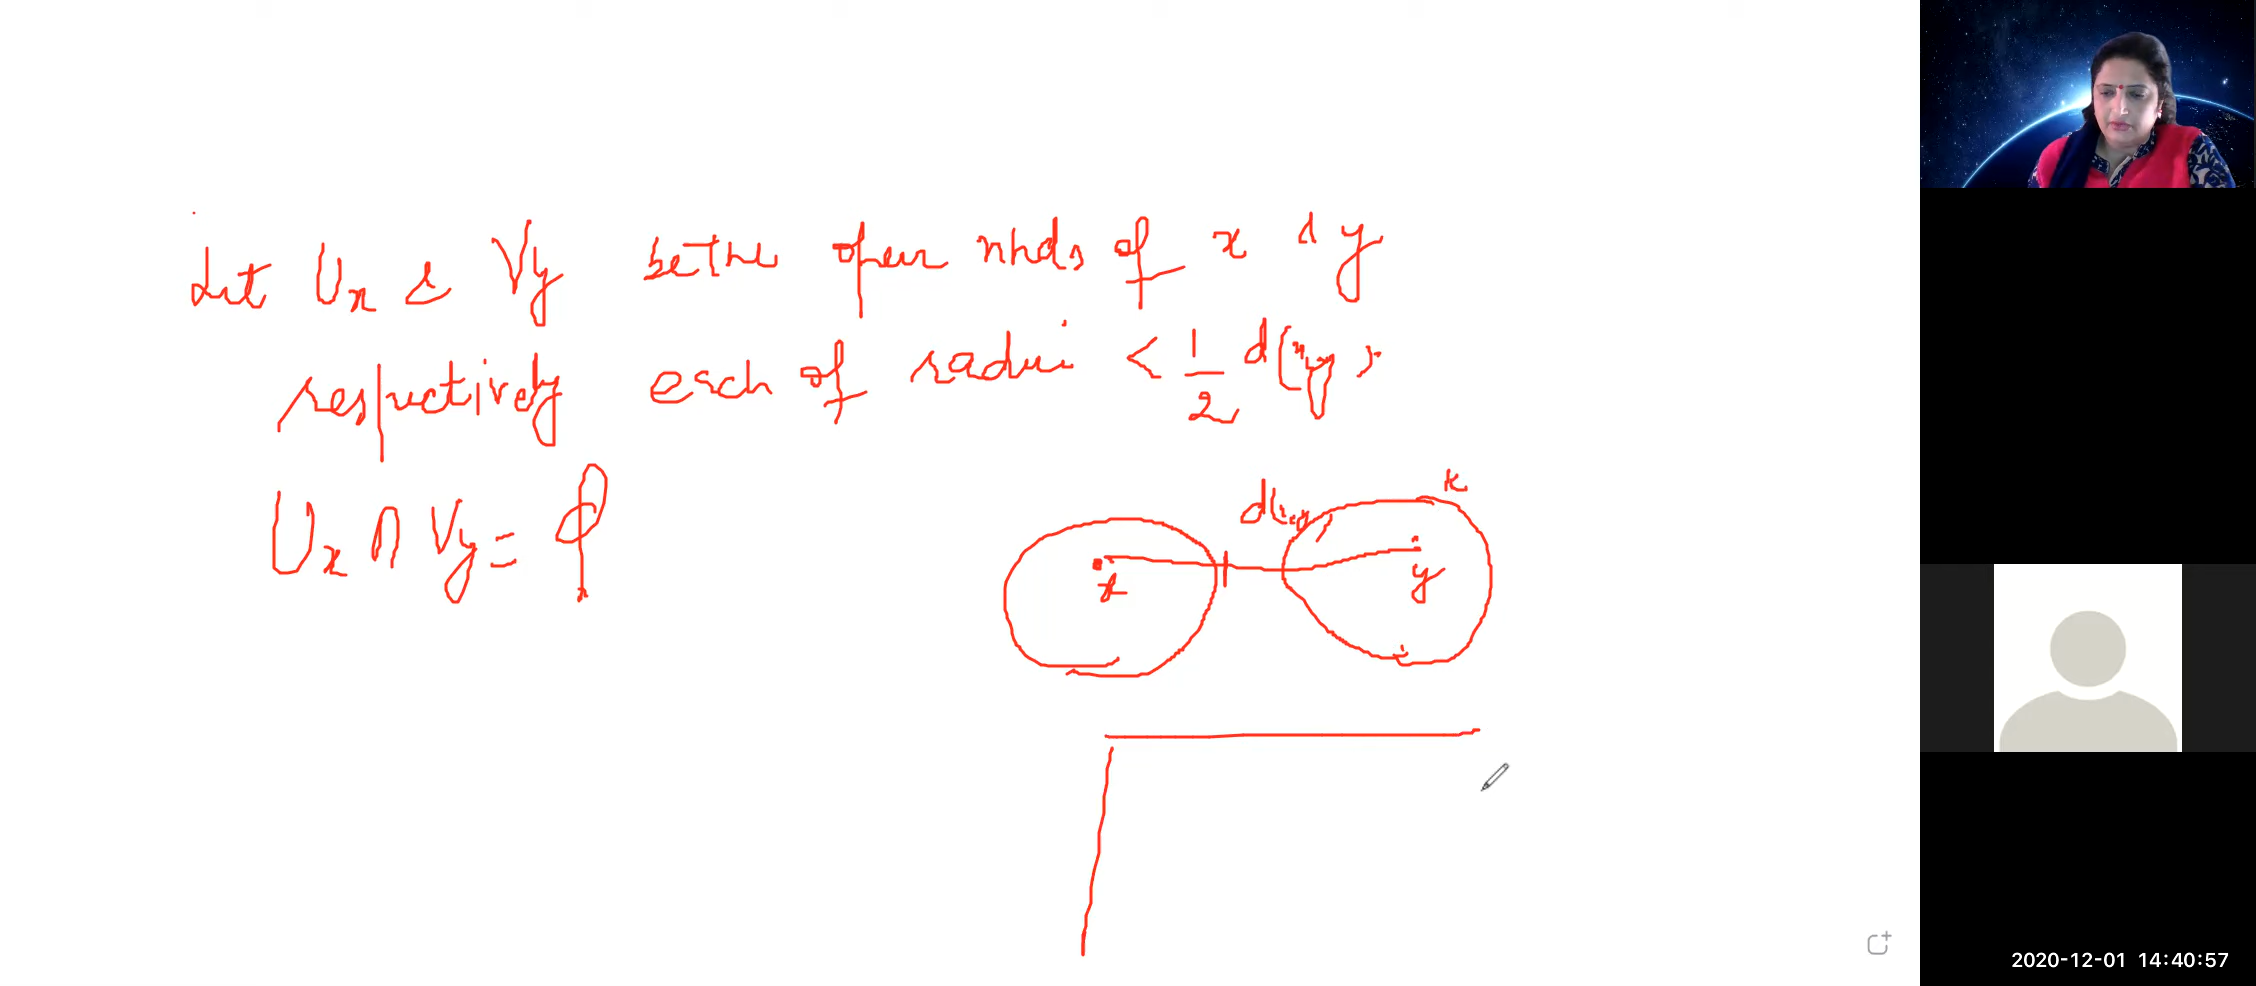 Let Ux & Vy be the open nhds of x & y
respectively each of radii < 1/2 d(x,y)
Ux ∩ Vy = ϕ
d(x,y)
k
x
y
2020-12-01 14:40:57